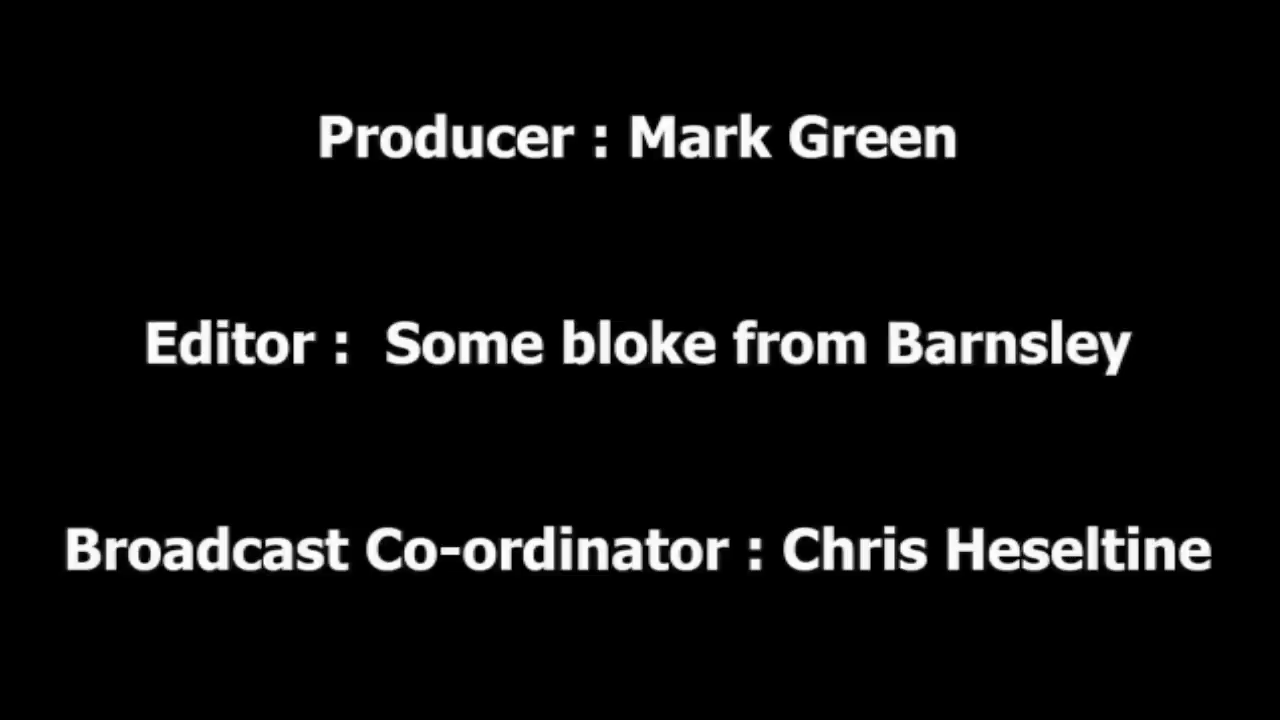 Producer : Mark Green
Editor :  Some bloke from Barnsley
Broadcast Co-ordinator : Chris Heseltine